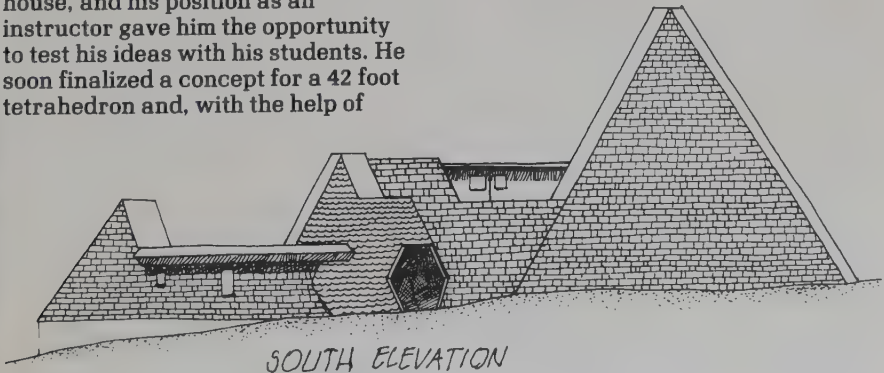 house, and his position as an
instructor gave him the opportunity
to test his ideas with his students. He
soon finalized a concept for a 42 foot
tetrahedron and, with the help of
SOUTH ELEVATION